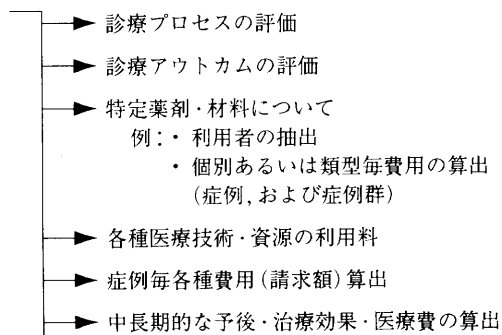 診療プロセスの評価
診療アウトカムの評価
特定薬剤・材料について
例：・利用者の抽出
・個別あるいは類型毎費用の算出
(症例, および症例群)
各種医療技術・資源の利用料
症例毎各種費用(請求額)算出
中長期的な予後・治療効果・医療費の算出